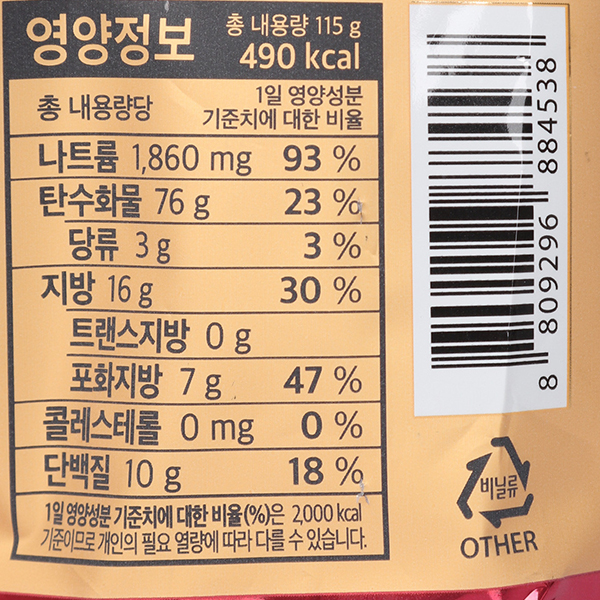 영양정보
총 내용량 115 g
490 kcal
총 내용량당
1일 영양성분
기준치에 대한 비율
나트륨 1,860 mg 93 %
탄수화물 76 g 23 %
당류 3 g 3 %
지방 16 g 30 %
트랜스지방 0 g
포화지방 7 g 47 %
콜레스테롤 0 mg 0 %
단백질 10 g 18 %
1일 영양성분 기준치에 대한 비율(%)은 2,000 kcal
기준이므로 개인의 필요 열량에 따라 다를 수 있습니다.
8 809296 884538
비닐류
OTHER